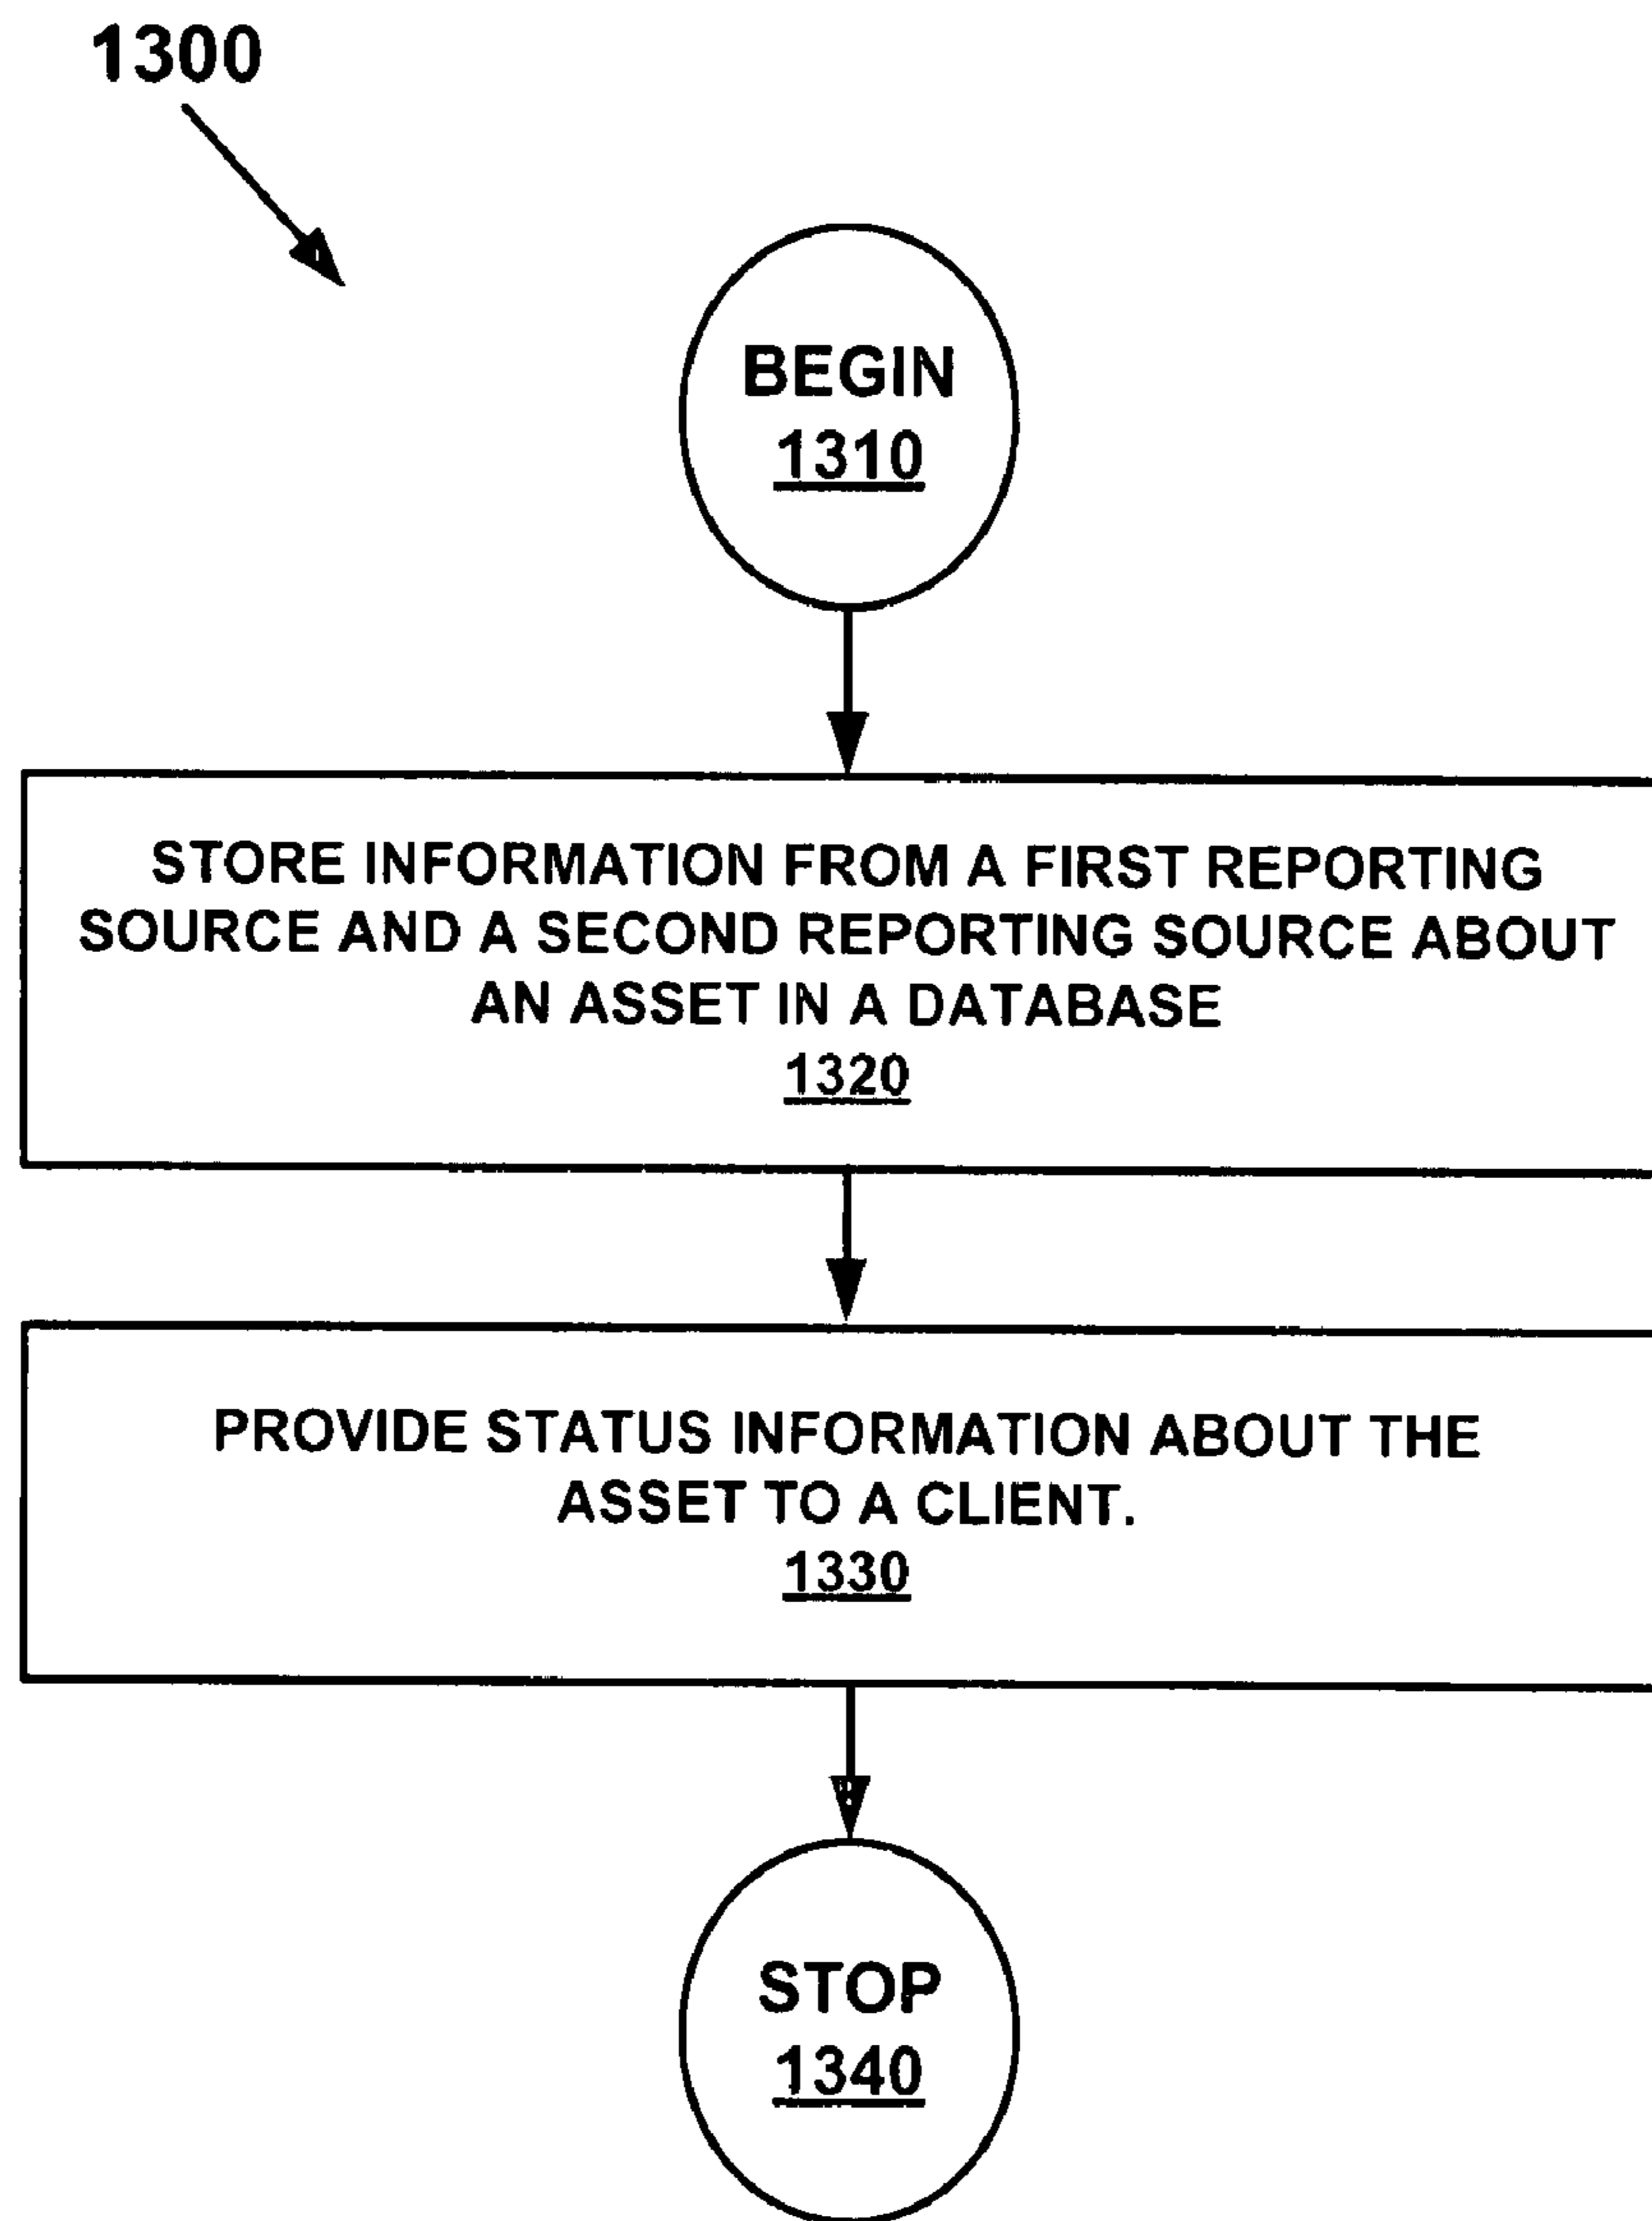 1300
BEGIN
1310
STORE INFORMATION FROM A FIRST REPORTING
SOURCE AND A SECOND REPORTING SOURCE ABOUT
AN ASSET IN A DATABASE
1320
PROVIDE STATUS INFORMATION ABOUT THE
ASSET TO A CLIENT.
1330
STOP
1340